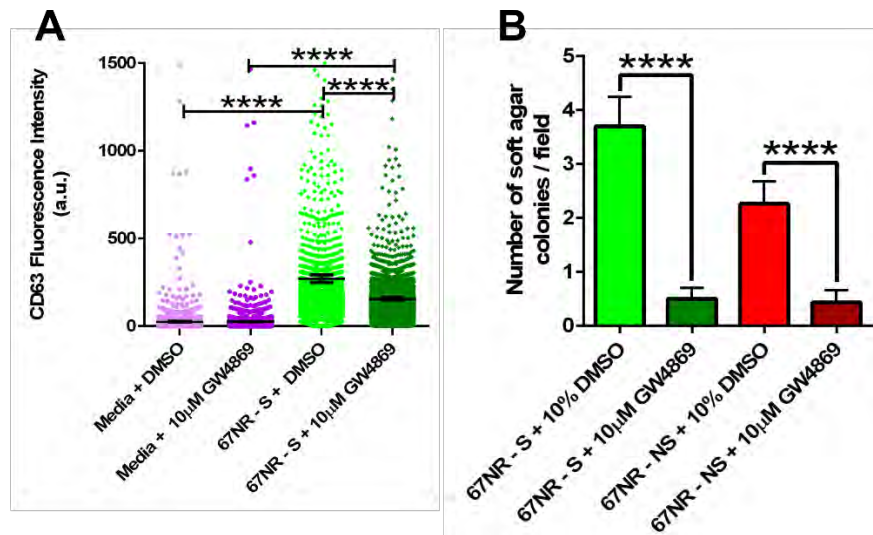 A
CD63 Fluorescence Intensity
(a.u.)
1500
1000
500
0
****
****
****
Media + DMSO
Media + 10µM GW4869
67NR - S + DMSO
67NR - S + 10µM GW4869
B
Number of soft agar
colonies / field
5
4
3
2
1
0
****
****
67NR - S + 10% DMSO
67NR - S + 10µM GW4869
67NR - NS + 10% DMSO
67NR - NS + 10µM GW4869